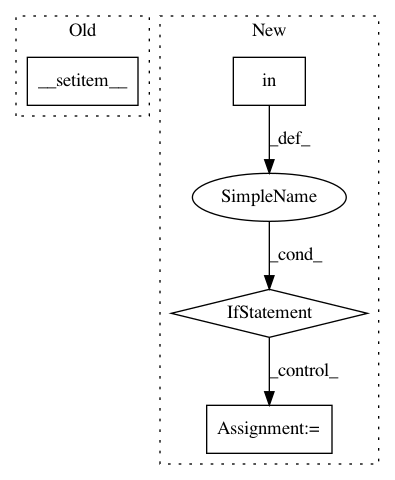 Old
New
__setitem__
in
_def_
SimpleName
_cond_
IfStatement
_control_
Assignment:=